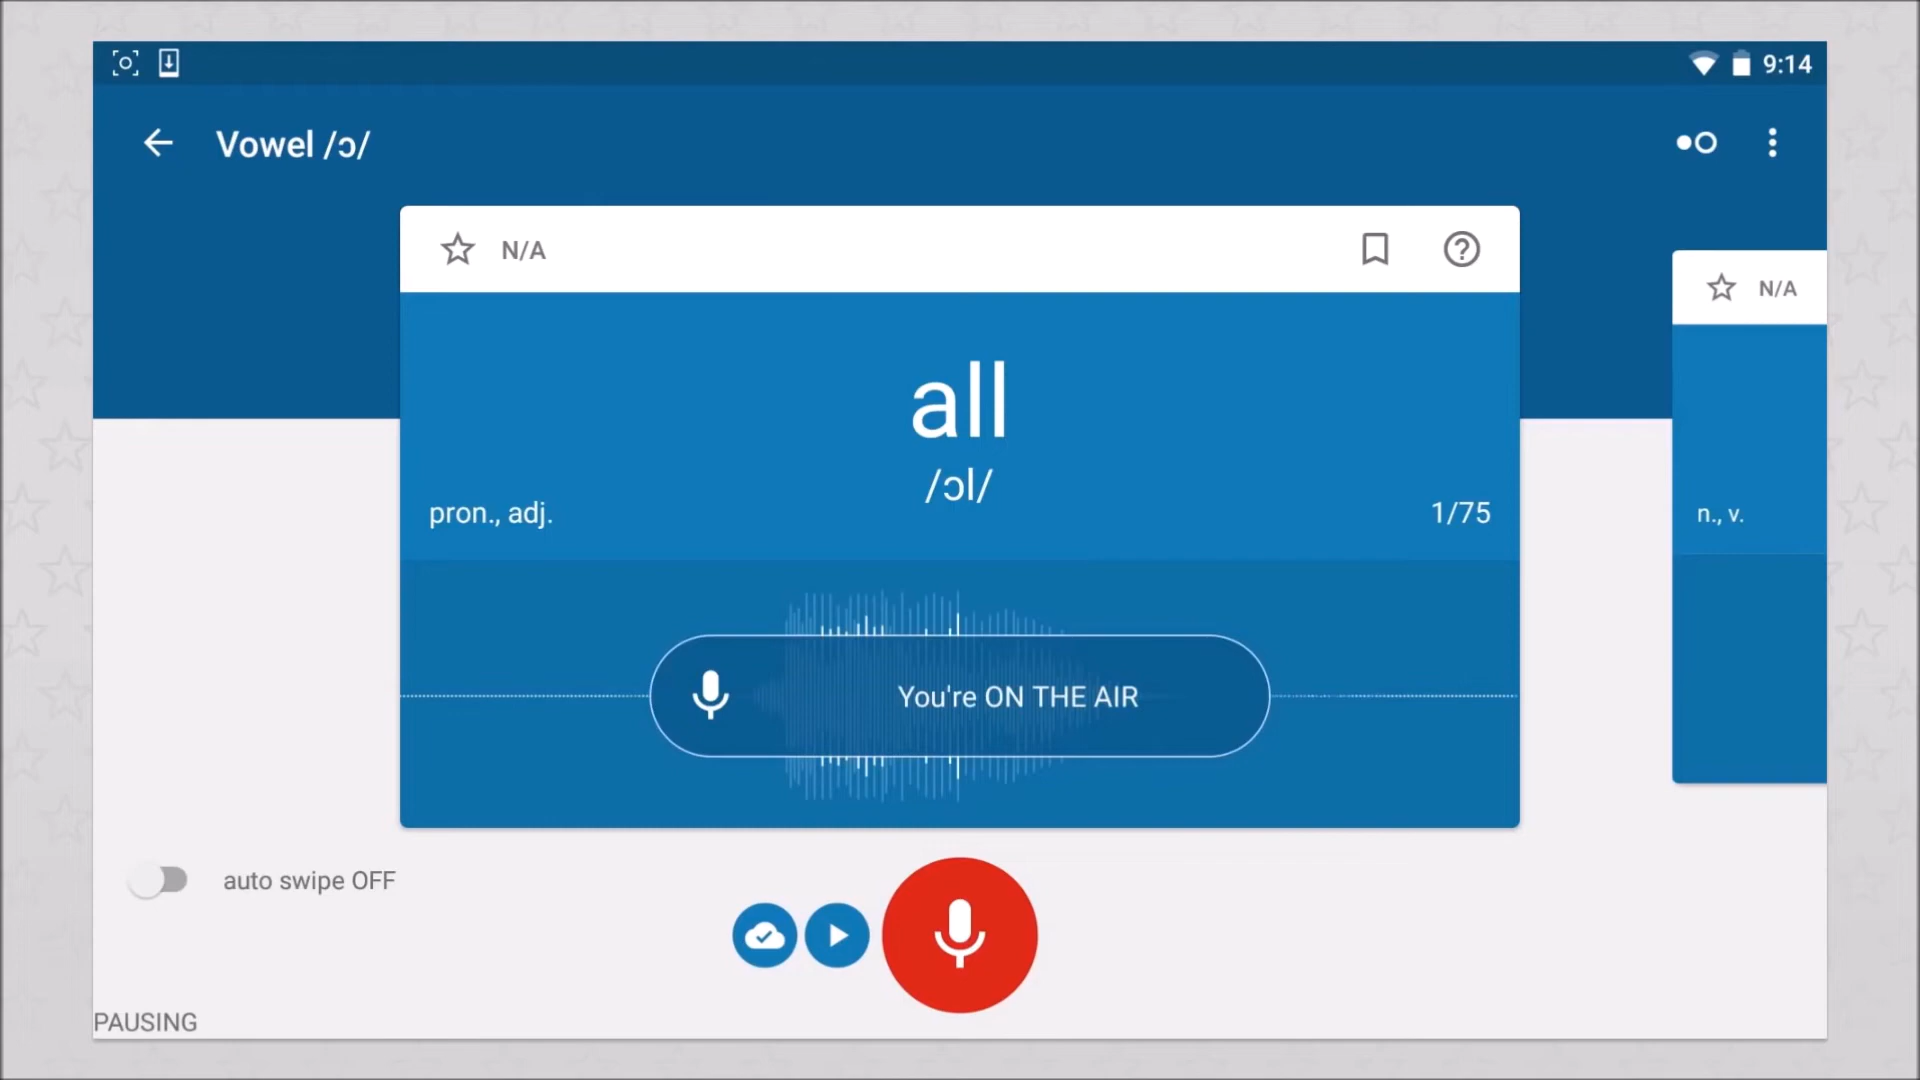 9:14
Vowel /ɔ/
N/A
N/A
all
/ɔl/
pron., adj.
1/75
n., v.
You're ON THE AIR
auto swipe OFF
PAUSING